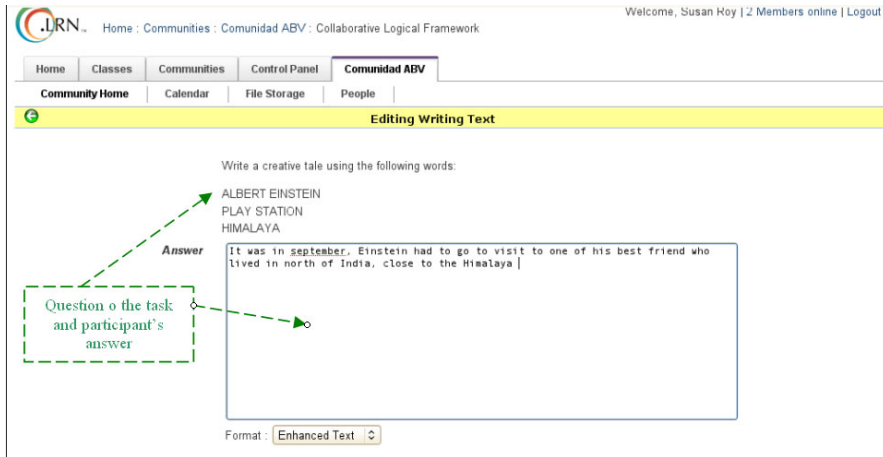 Welcome, Susan Roy | 2 Members online | Logout
.LRN™ Home : Communities : Comunidad ABV : Collaborative Logical Framework
Home Classes Communities Control Panel Comunidad ABV
Community Home Calendar File Storage People
Editing Writing Text
Write a creative tale using the following words:
ALBERT EINSTEIN
PLAY STATION
HIMALAYA
Answer
It was in september, Einstein had to go to visit to one of his best friend who
lived in north of India, close to the Himalaya
Question o the task
and participant's
answer
Format : Enhanced Text